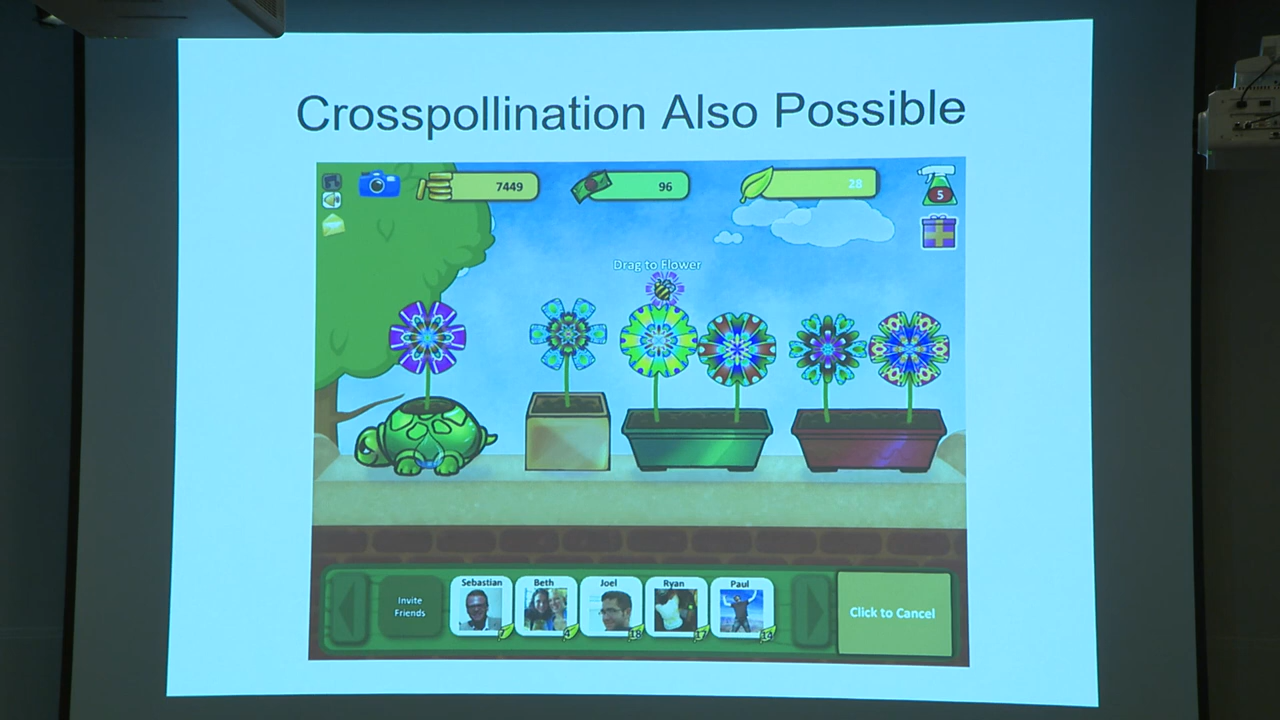 Crosspollination Also Possible
7449
96
28
5
Drag to Flower
Invite
Friends
Sebastian
Beth
Joel
Ryan
Paul
Click to Cancel